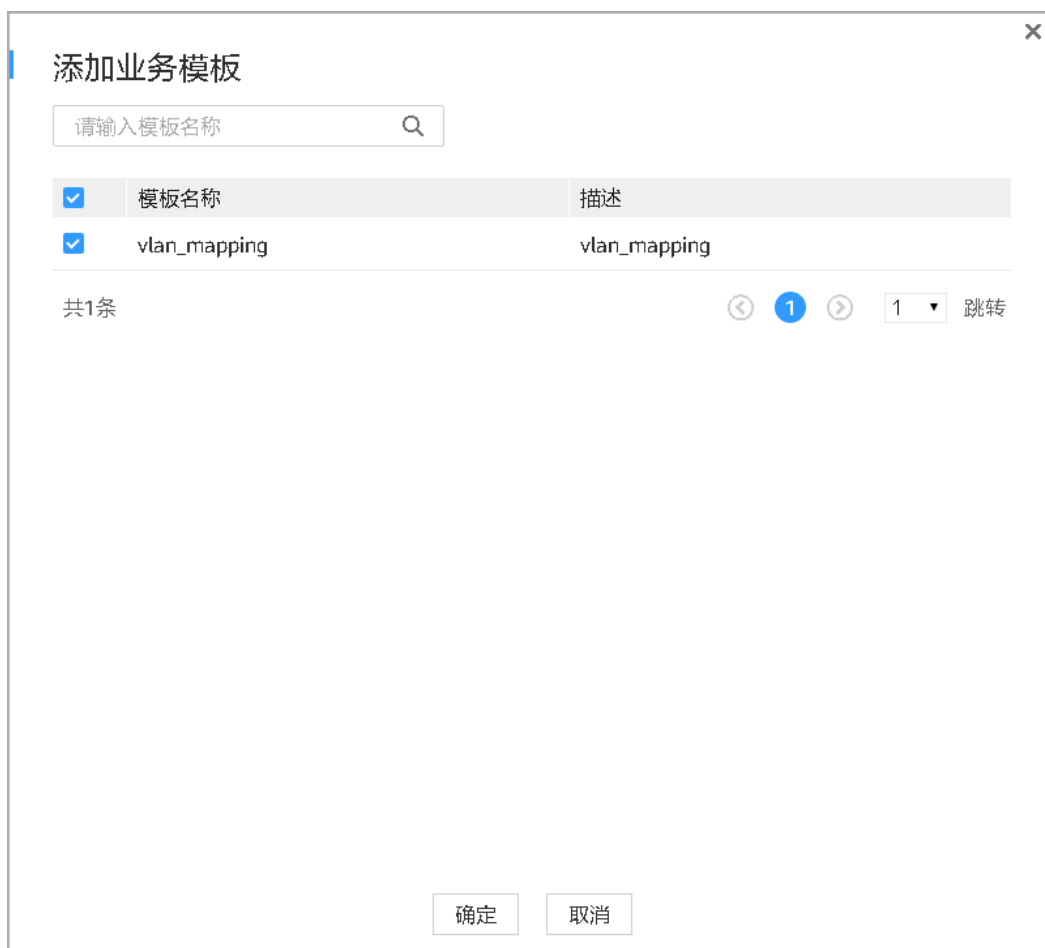 添加业务模板
请输入模板名称
模板名称 描述
vlan_mapping vlan_mapping
共1条 1 1 跳转
确定 取消